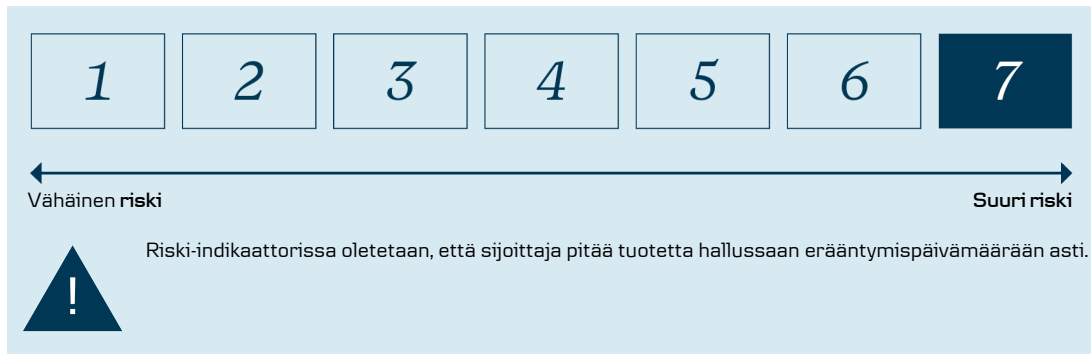 1 2 3 4 5 6 7
Vähäinen riski Suuri riski
Riski-indikaattorissa oletetaan, että sijoittaja pitää tuotetta hallussaan erääntymispäivämäärään asti.
!